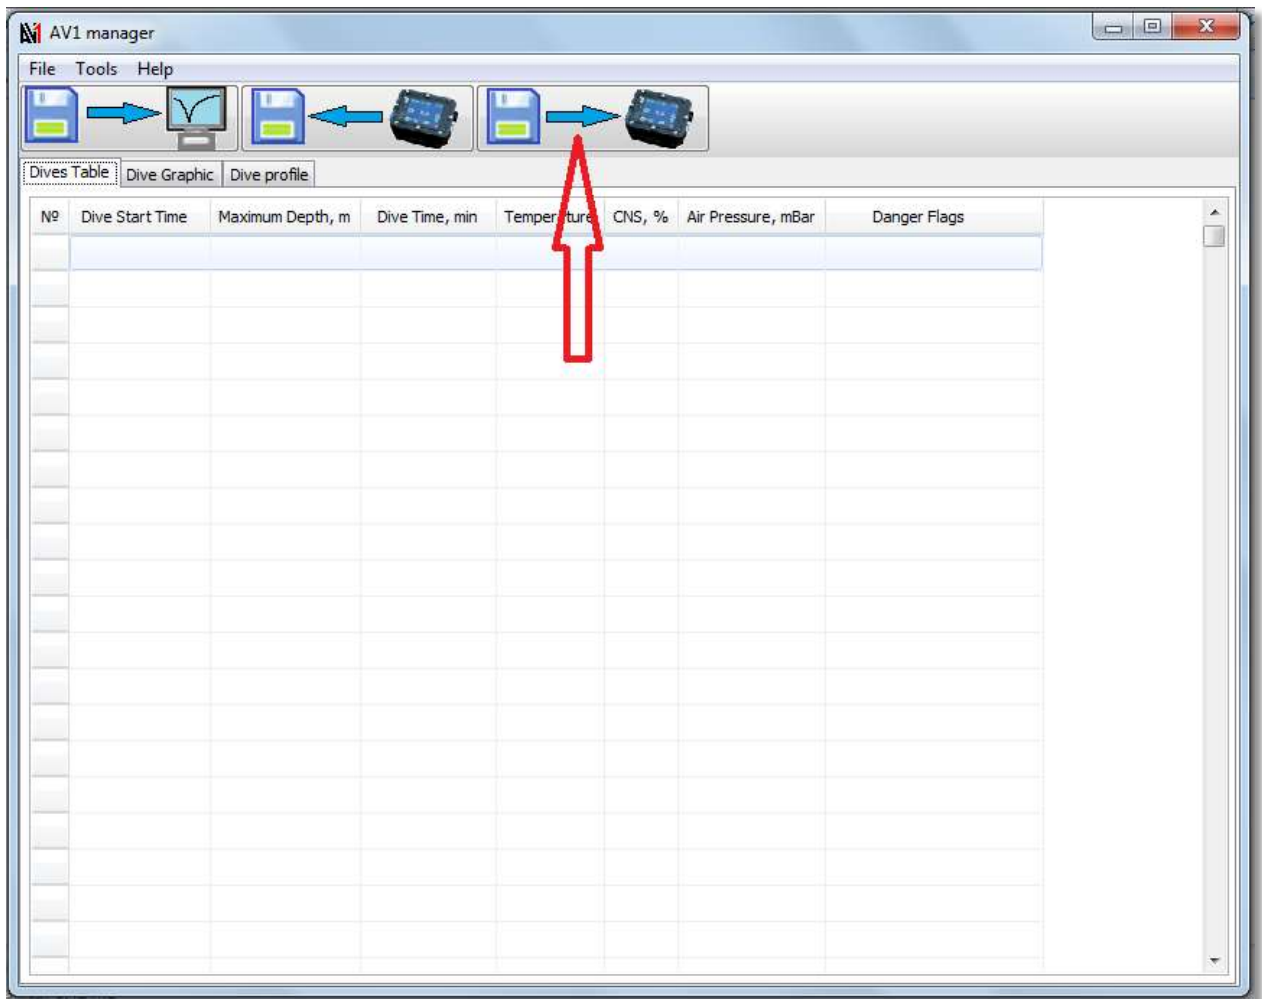 AV1 manager
File Tools Help
Dives Table Dive Graphic Dive profile
Nº Dive Start Time Maximum Depth, m Dive Time, min Temperature CNS, % Air Pressure, mBar Danger Flags